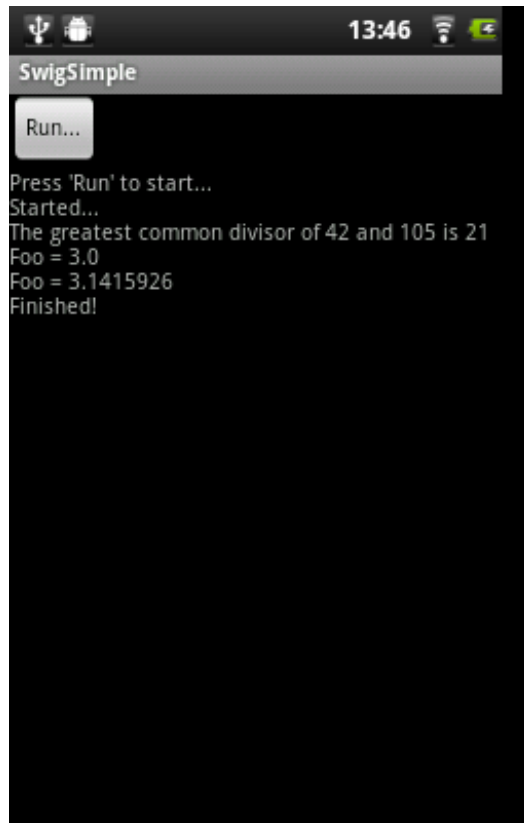 13:46
SwigSimple
Run...
Press 'Run' to start...
Started...
The greatest common divisor of 42 and 105 is 21
Foo = 3.0
Foo = 3.1415926
Finished!